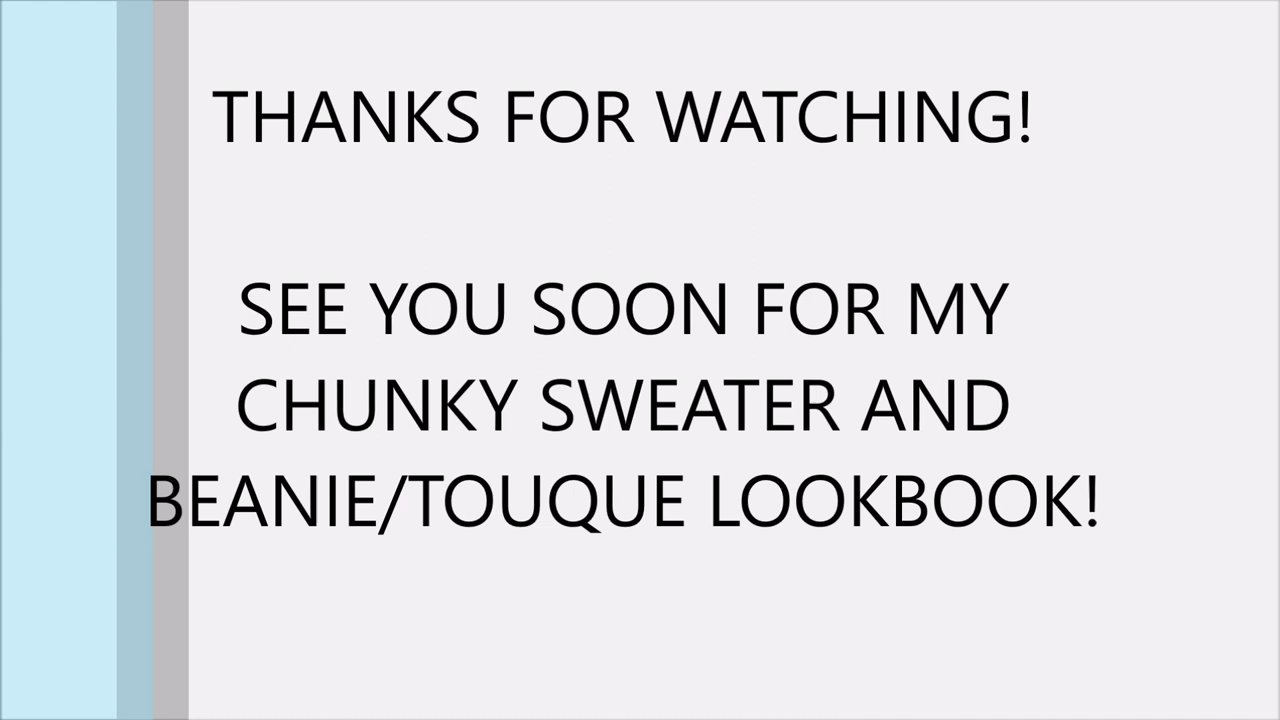 THANKS FOR WATCHING!
SEE YOU SOON FOR MY
CHUNKY SWEATER AND
BEANIE/TOUQUE LOOKBOOK!